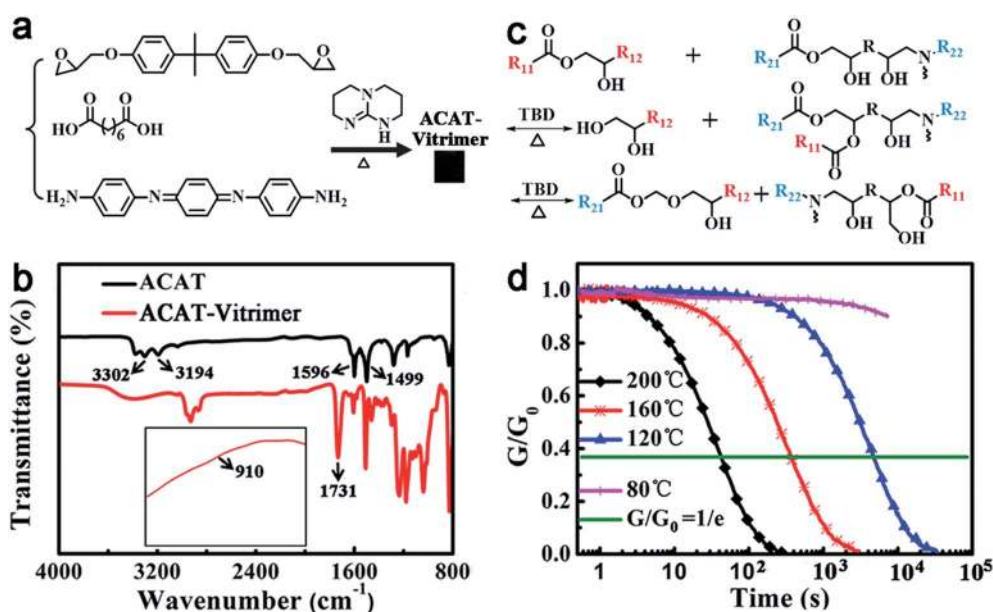 a
O
O
O
O
O
O
HO
OH
6
H₂N
N
N
NH₂
N
N
N
H
△
ACAT-
Vitrimer
c
O
R₁₁
O
R₁₂
OH
+
O
R₂₁
O
R
OH
OH
N
R₂₂
TBD
△
HO
R₁₂
OH
+
O
R₂₁
O
R
N
R₂₂
O
OH
R₁₁
O
TBD
△
O
R₂₁
O
O
R₁₂
OH
+
R₂₂
N
R
O
R₁₁
OH
O
OH
b
ACAT
ACAT-Vitrimer
3302
3194
1596
1499
910
1731
Transmittance (%)
4000
3200
2400
1600
800
Wavenumber (cm⁻¹)
d
1.0
0.8
0.6
0.4
0.2
0.0
G/G₀
200℃
160℃
120℃
80℃
G/G₀ =1/e
1
10
100
10³
10⁴
10⁵
Time (s)